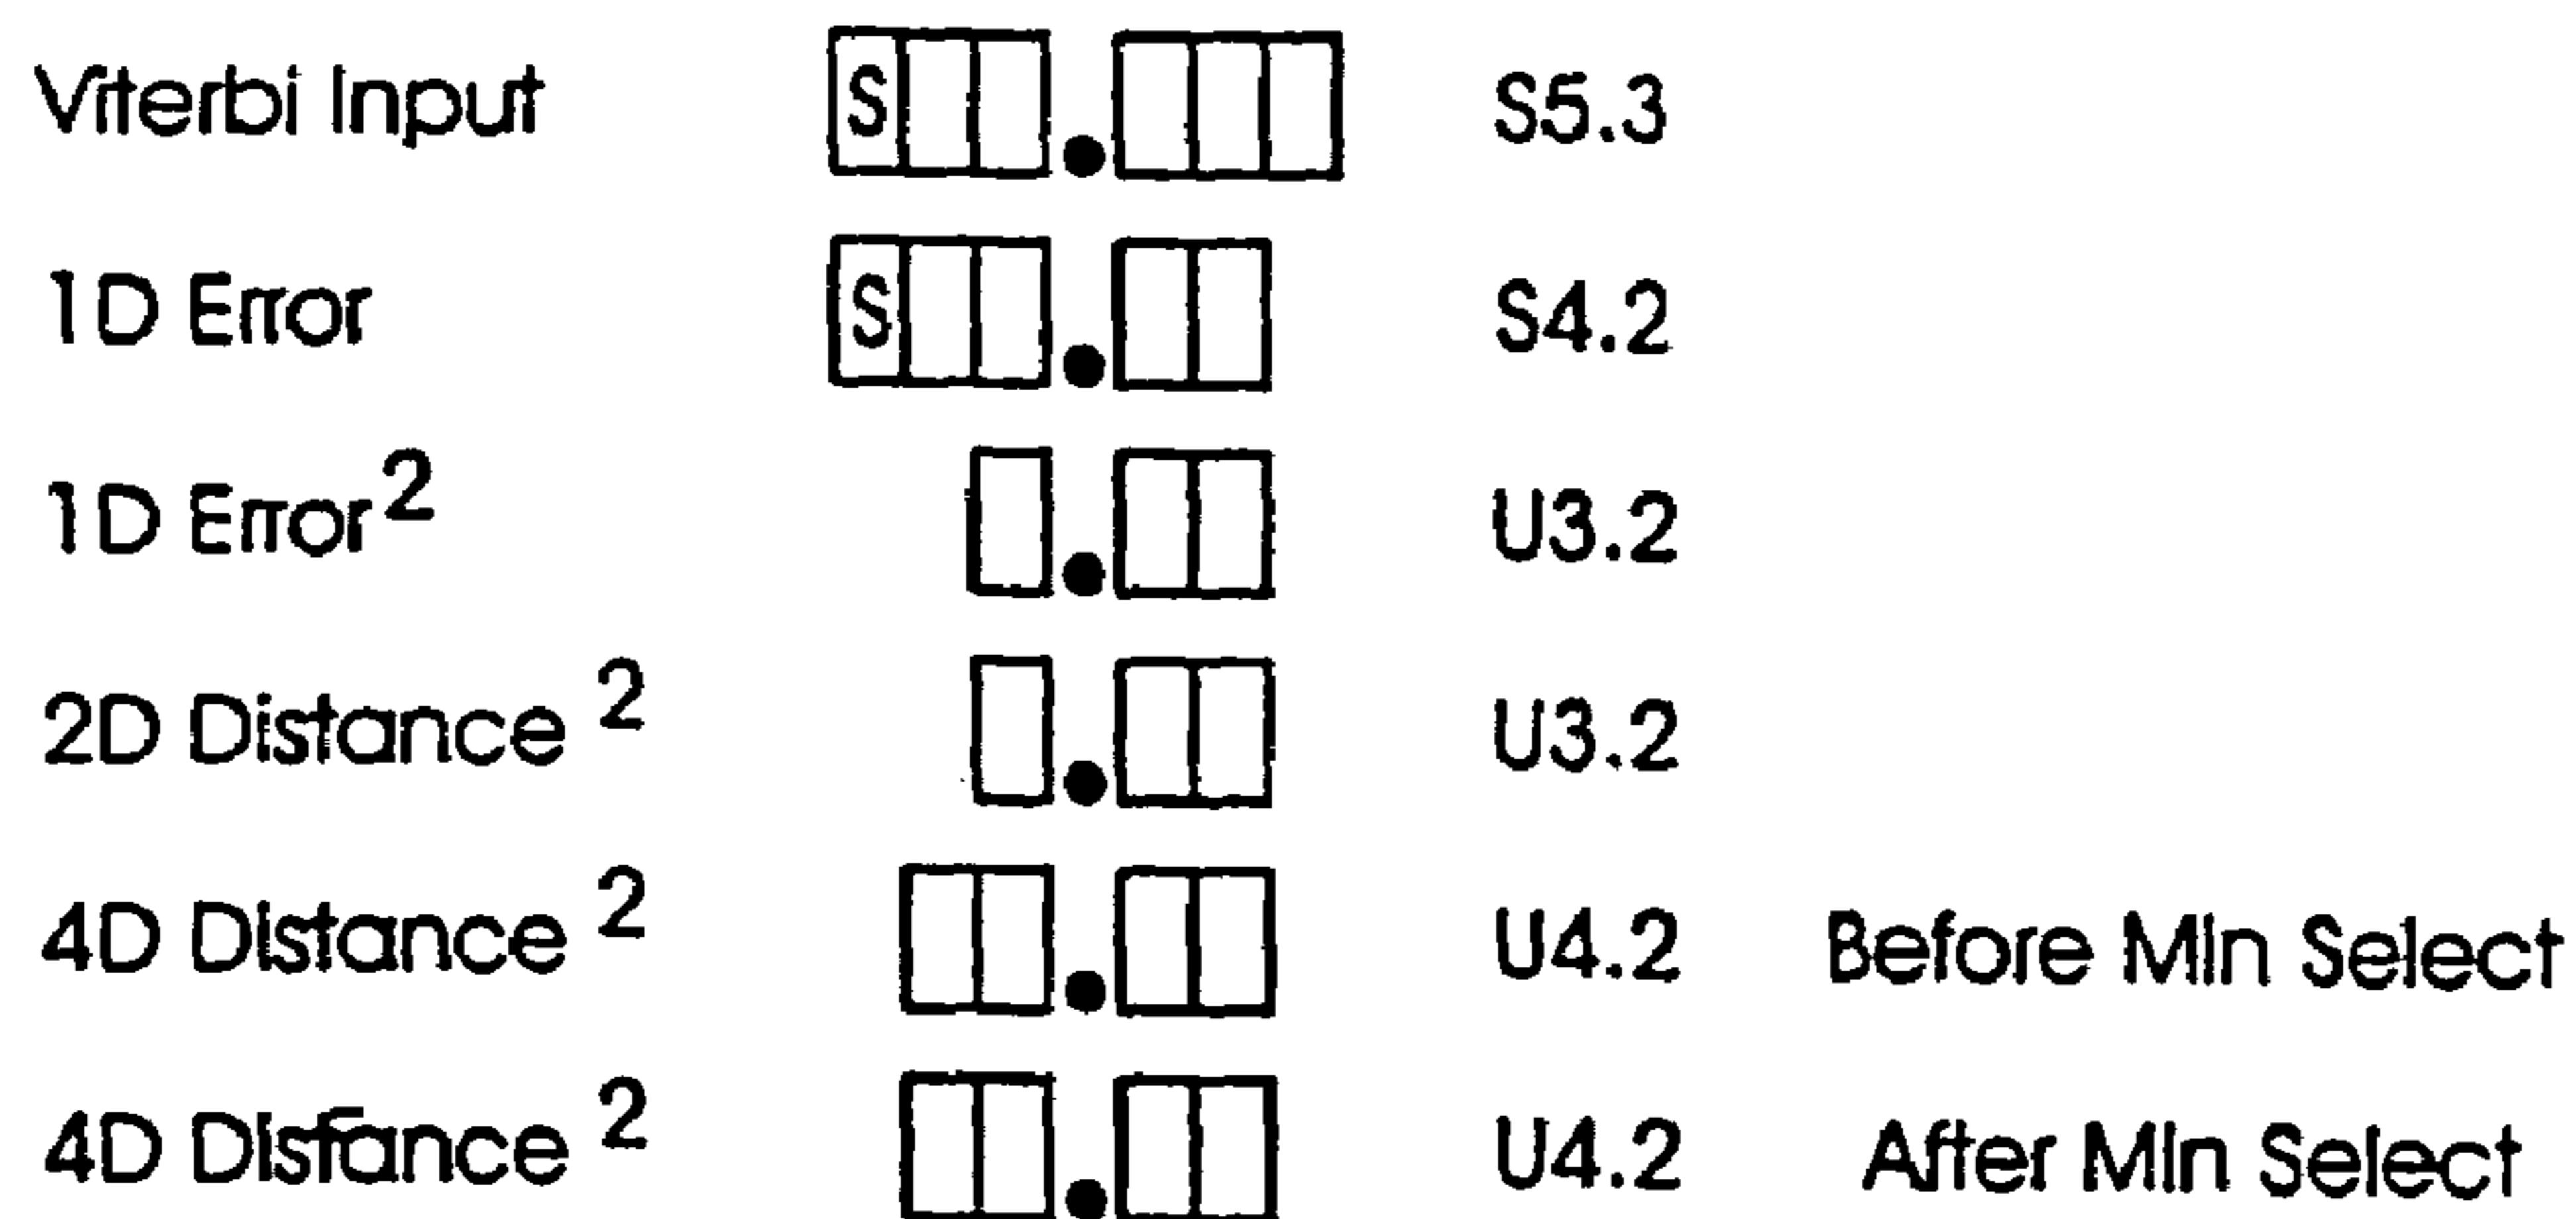 Viterbi Input S S5.3
1D Error S S4.2
1D Error² U3.2
2D Distance ² U3.2
4D Distance ² U4.2 Before Min Select
4D Distance ² U4.2 After Min Select